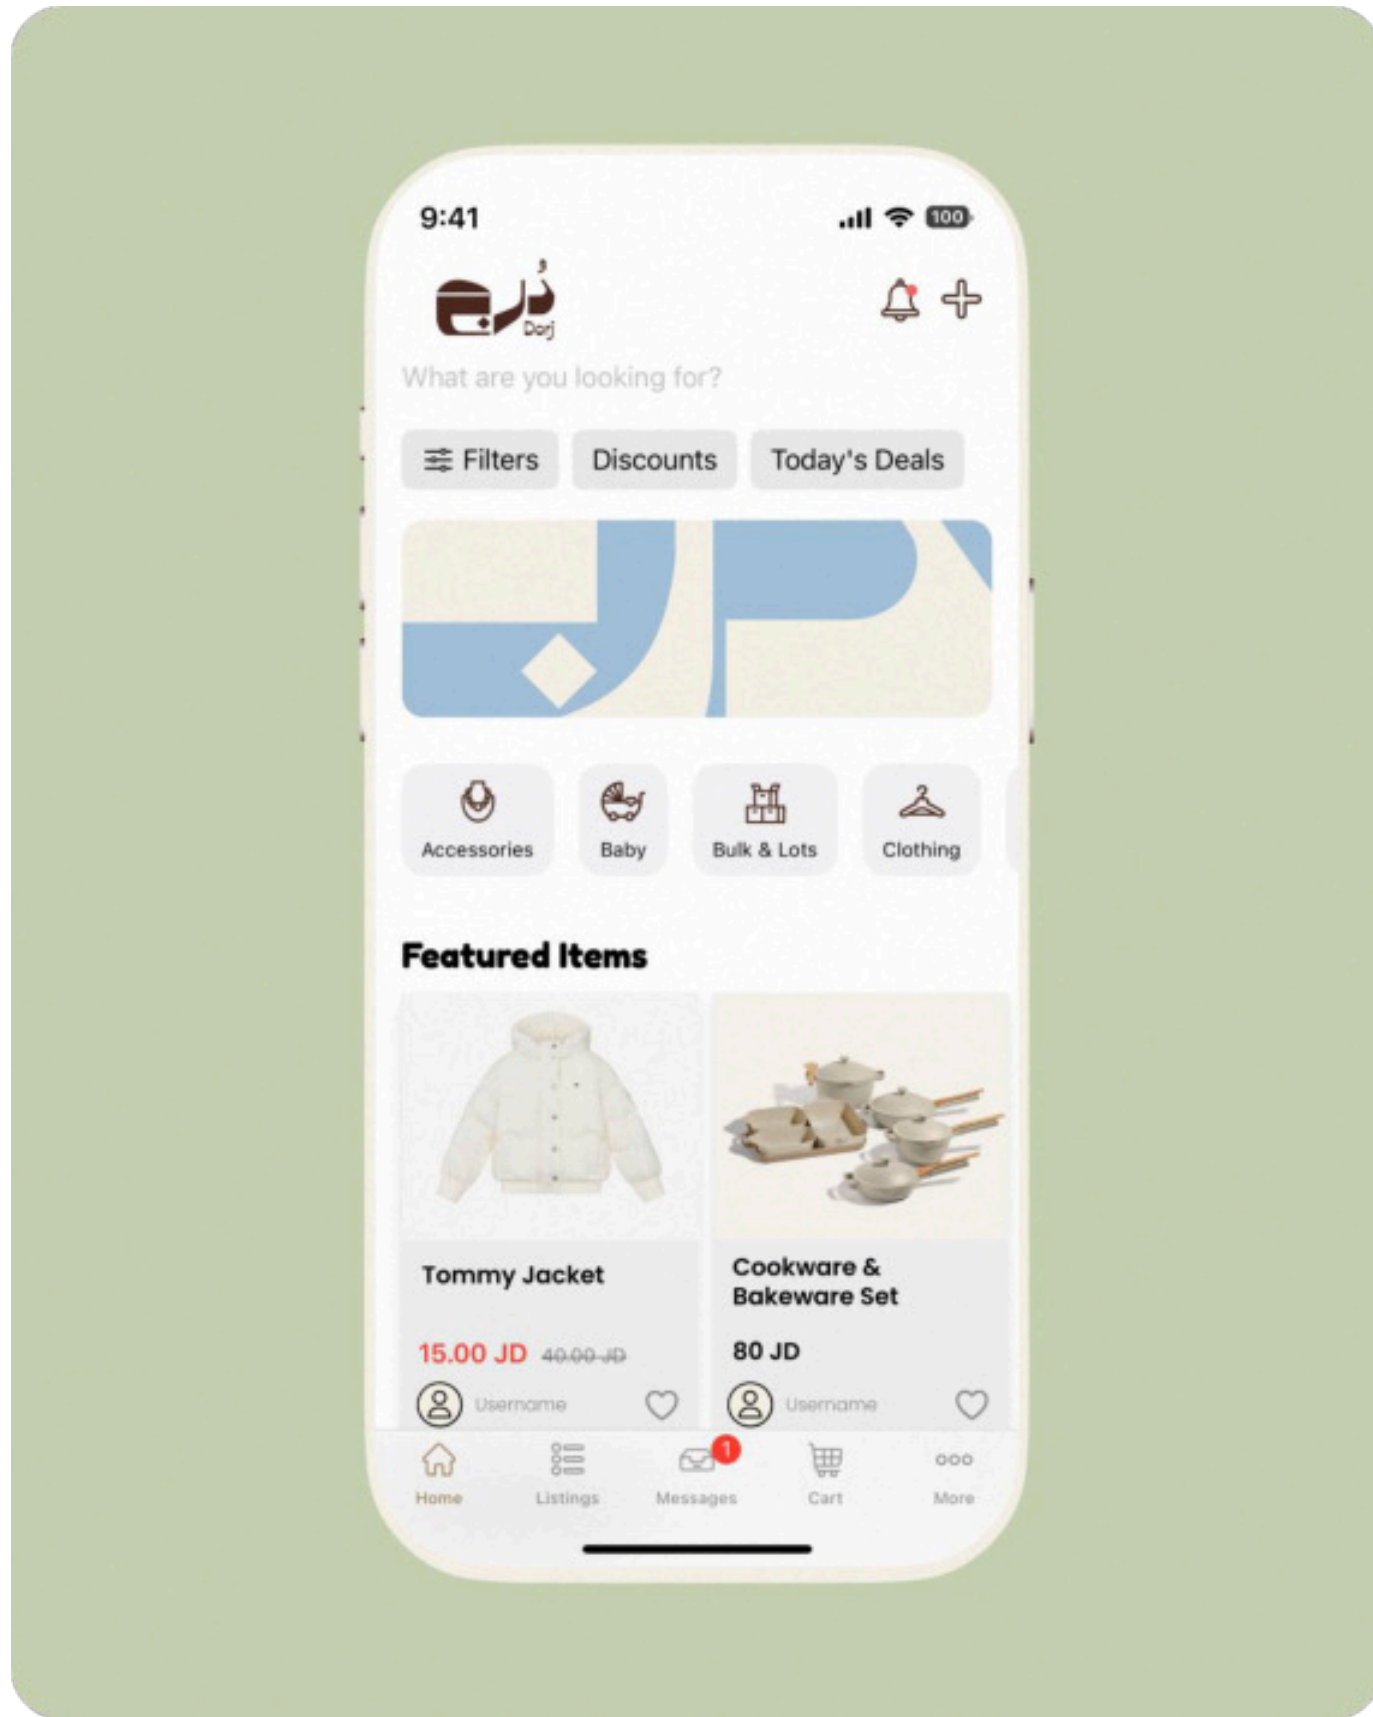 9:41
100
دُرج
Dorj
What are you looking for?
Filters
Discounts
Today's Deals
Accessories
Baby
Bulk & Lots
Clothing
Featured Items
Tommy Jacket
Cookware &
Bakeware Set
15.00 JD 40.00 JD
80 JD
Username
Username
1
Home
Listings
Messages
Cart
More